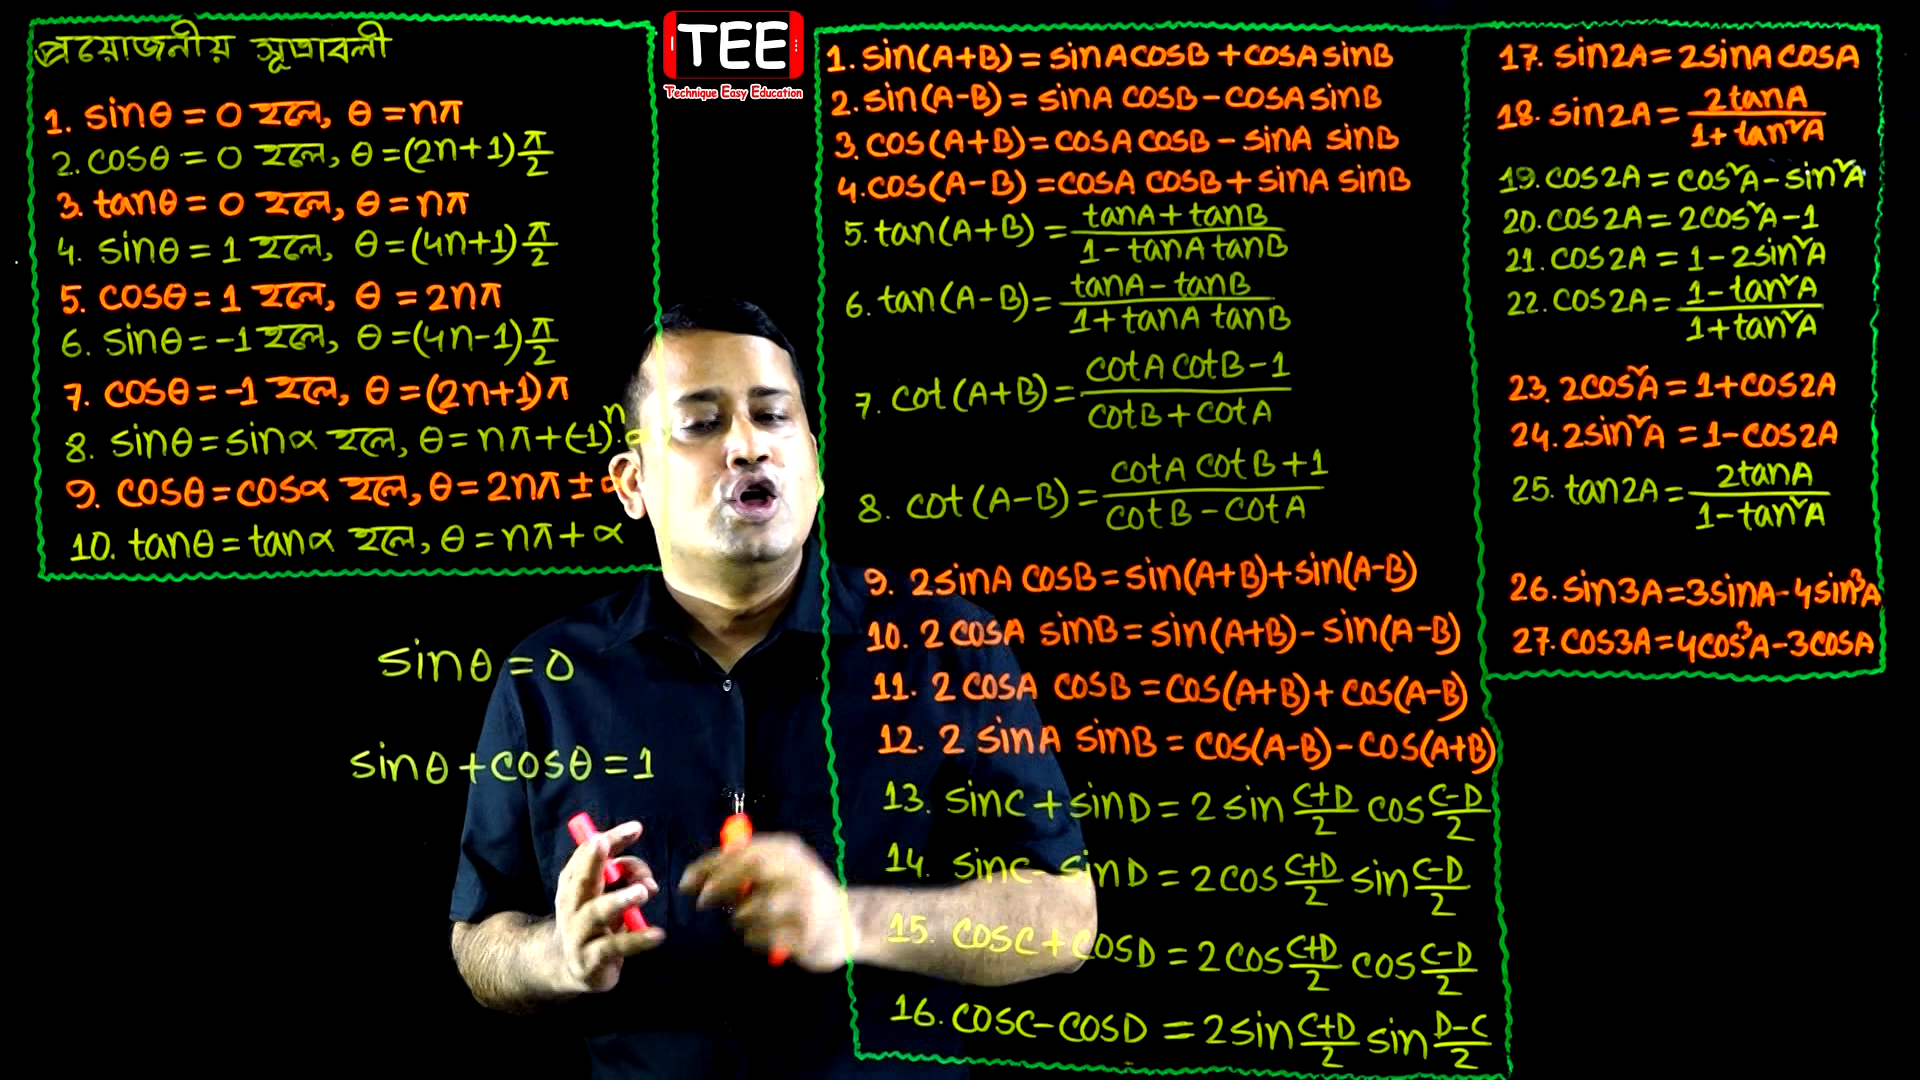 প্রয়োজনীয় সূত্রাবলী
1. sinθ = 0 হলে, θ = nπ
2. cosθ = 0 হলে, θ = (2n+1) π/2
3. tanθ = 0 হলে, θ = nπ
4. sinθ = 1 হলে, θ = (4n+1) π/2
5. cosθ = 1 হলে, θ = 2nπ
6. sinθ = -1 হলে, θ = (4n-1) π/2
7. cosθ = -1 হলে, θ = (2n+1)π
8. sinθ = sinα হলে, θ = nπ + (-1)ⁿ.α
9. cosθ = cosα হলে, θ = 2nπ ± α
10. tanθ = tanα হলে, θ = nπ + α
sinθ = 0
sinθ + cosθ = 1
TEE
Technique Easy Education
1. sin(A+B) = sinA cosB + cosA sinB
2. sin(A-B) = sinA cosB - cosA sinB
3. cos(A+B) = cosA cosB - sinA sinB
4. cos(A-B) = cosA cosB + sinA sinB
5. tan(A+B) = (tanA + tanB)/(1 - tanA tanB)
6. tan(A-B) = (tanA - tanB)/(1 + tanA tanB)
7. cot(A+B) = (cotA cotB - 1)/(cotB + cotA)
8. cot(A-B) = (cotA cotB + 1)/(cotB - cotA)
9. 2sinA cosB = sin(A+B) + sin(A-B)
10. 2cosA sinB = sin(A+B) - sin(A-B)
11. 2cosA cosB = cos(A+B) + cos(A-B)
12. 2 sinA sinB = cos(A-B) - cos(A+B)
13. sinC + sinD = 2 sin (C+D)/2 cos (C-D)/2
14. sinC - sinD = 2cos (C+D)/2 sin (C-D)/2
15. cosC + cosD = 2cos (C+D)/2 cos (C-D)/2
16. cosC - cosD = 2sin (C+D)/2 sin (D-C)/2
17. sin2A = 2sinA cosA
18. sin2A = 2tanA/(1 + tan²A)
19. cos2A = cos²A - sin²A
20. cos2A = 2cos²A - 1
21. cos2A = 1 - 2sin²A
22. cos2A = (1 - tan²A)/(1 + tan²A)
23. 2cos²A = 1 + cos2A
24. 2sin²A = 1 - cos2A
25. tan2A = 2tanA/(1 - tan²A)
26. sin3A = 3sinA - 4sin³A
27. cos3A = 4cos³A - 3cosA